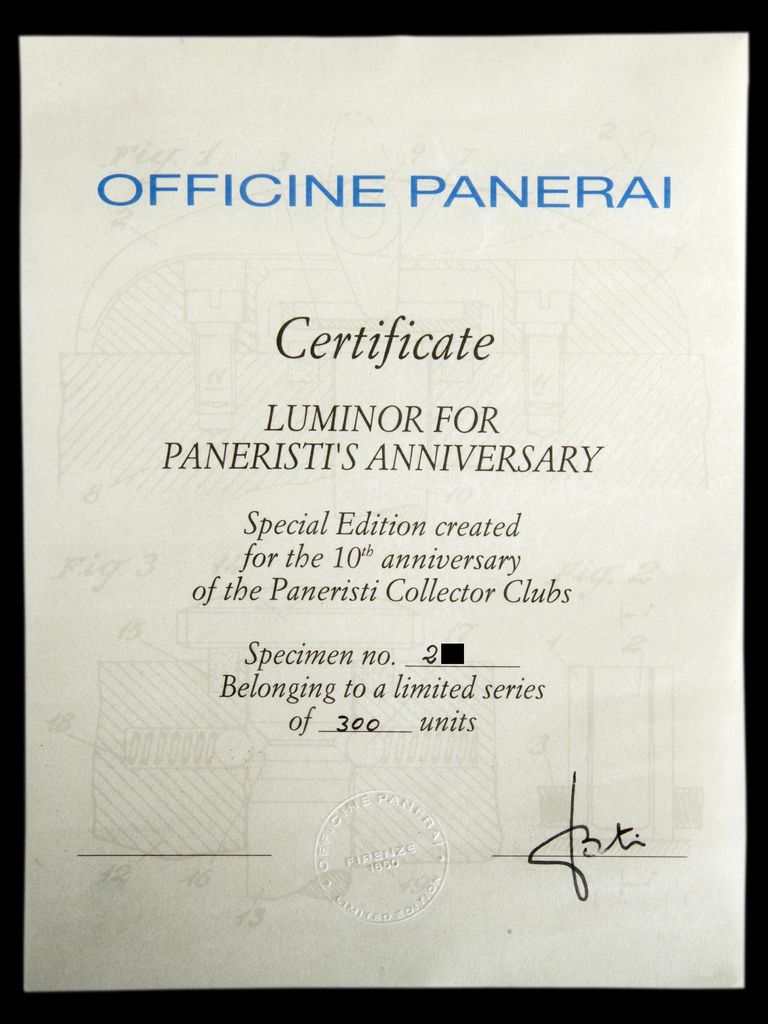 OFFICINE PANERAI
Certificate
LUMINOR FOR
PANERISTI'S ANNIVERSARY
Special Edition created
for the 10th anniversary
of the Paneristi Collector Clubs
Specimen no. 2
Belonging to a limited series
of 300 units
OFFICINE PANERAI
FIRENZE
1860
LIMITED EDITION